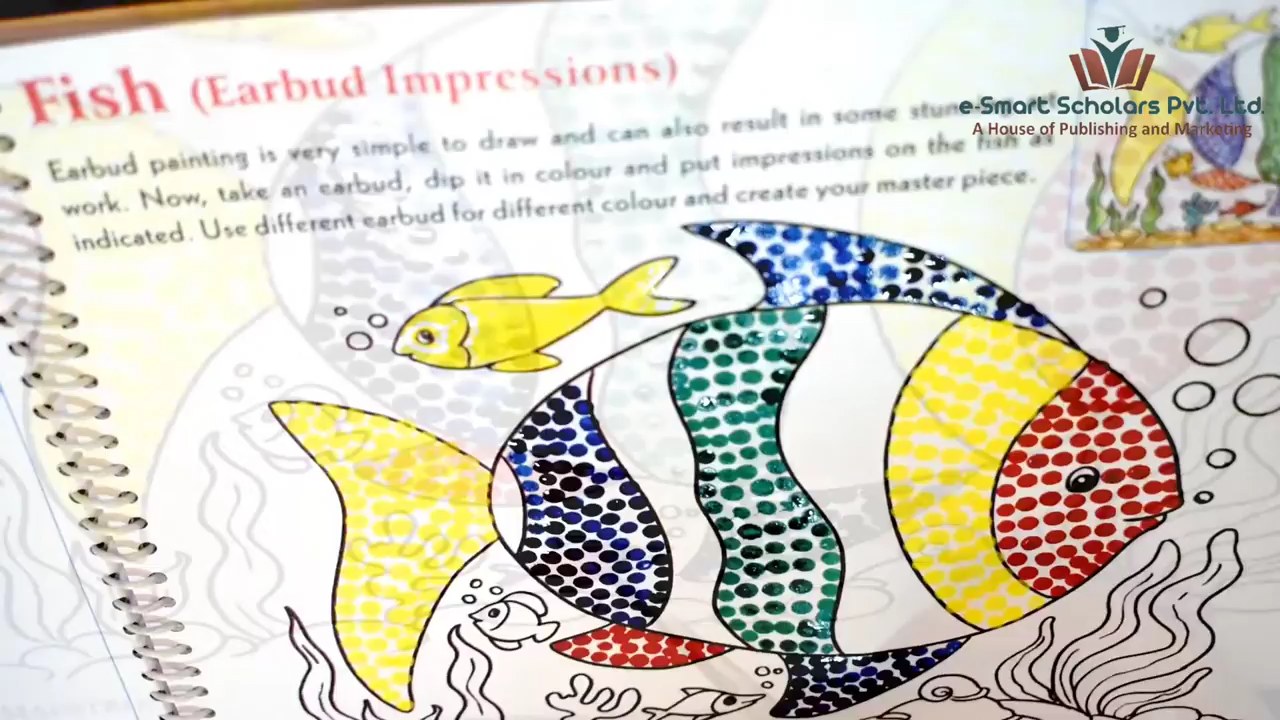 Fish (Earbud Impressions)
Earbud painting is very simple to draw and can also result in some
work. Now, take an earbud, dip it in colour and put impressions on the fish as
indicated. Use different earbud for different colour and create your master piece.
e-Smart Scholars Pvt. Ltd.
A House of Publishing and Marketing